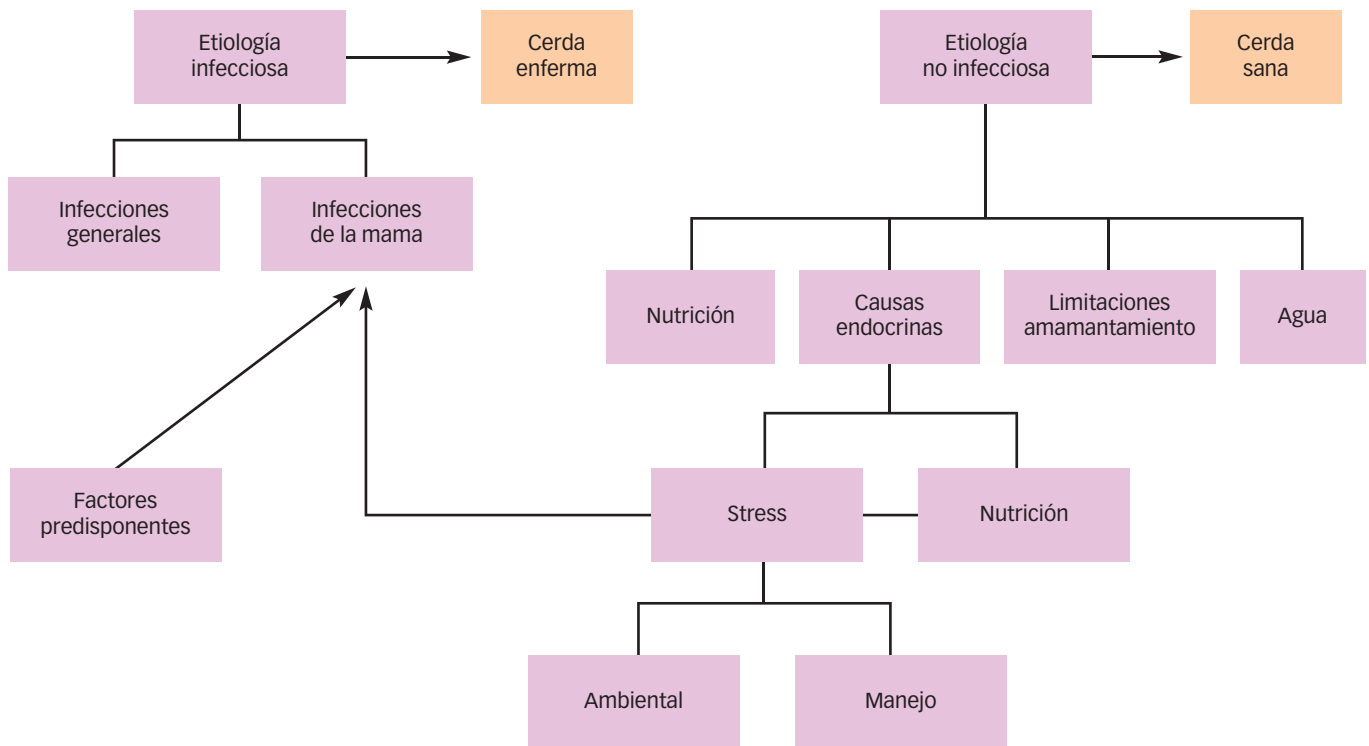 Etiología
infecciosa
Cerda
enferma
Etiología
no infecciosa
Cerda
sana
Infecciones
generales
Infecciones
de la mama
Nutrición
Causas
endocrinas
Limitaciones
amamantamiento
Agua
Factores
predisponentes
Stress
Nutrición
Ambiental
Manejo